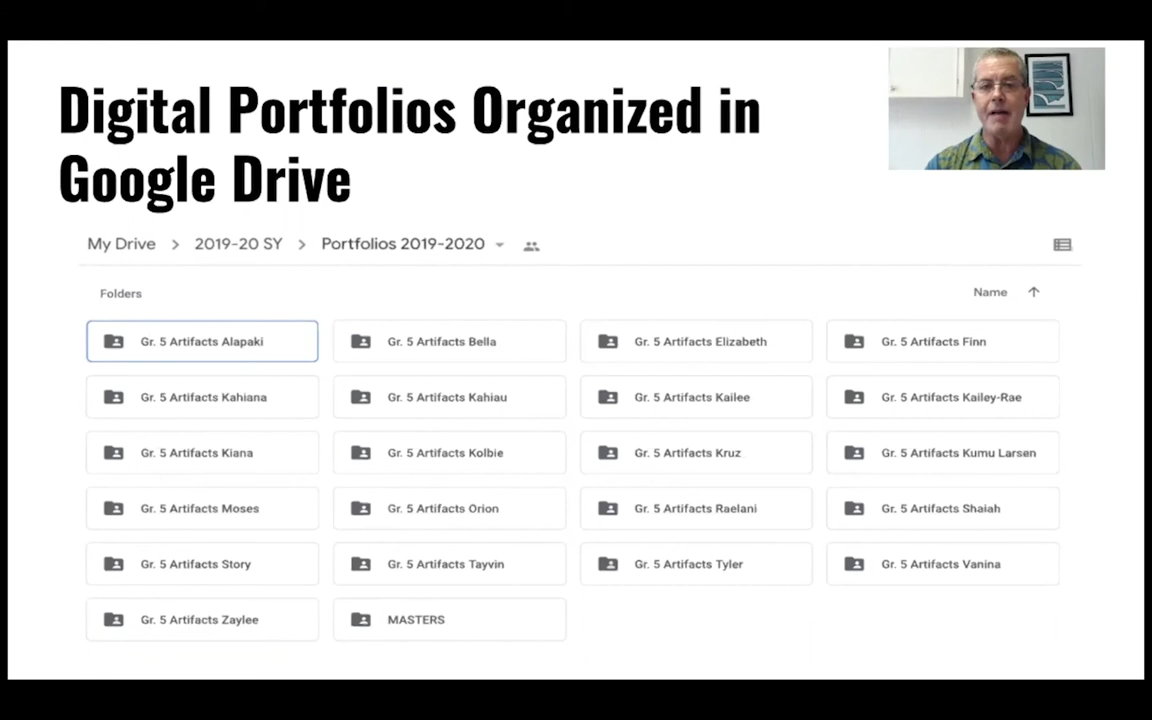 Digital Portfolios Organized in
Google Drive
My Drive > 2019-20 SY > Portfolios 2019-2020
Folders Name
Gr. 5 Artifacts Alapaki Gr. 5 Artifacts Bella Gr. 5 Artifacts Elizabeth Gr. 5 Artifacts Finn
Gr. 5 Artifacts Kahiana Gr. 5 Artifacts Kahiau Gr. 5 Artifacts Kailee Gr. 5 Artifacts Kailey-Rae
Gr. 5 Artifacts Kiana Gr. 5 Artifacts Kolbie Gr. 5 Artifacts Kruz Gr. 5 Artifacts Kumu Larsen
Gr. 5 Artifacts Moses Gr. 5 Artifacts Orion Gr. 5 Artifacts Raelani Gr. 5 Artifacts Shaiah
Gr. 5 Artifacts Story Gr. 5 Artifacts Tayvin Gr. 5 Artifacts Tyler Gr. 5 Artifacts Vanina
Gr. 5 Artifacts Zaylee MASTERS